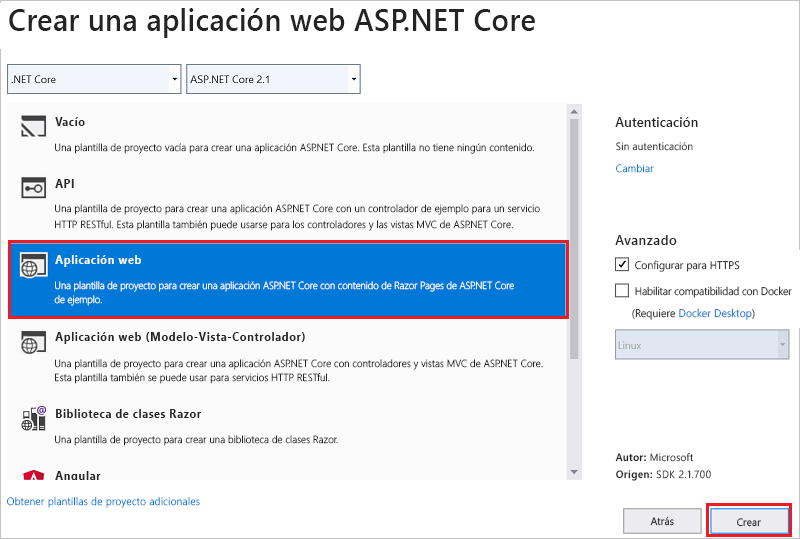 Crear una aplicación web ASP.NET Core
.NET Core
ASP.NET Core 2.1
Vacío
Una plantilla de proyecto vacía para crear una aplicación ASP.NET Core. Esta plantilla no tiene ningún contenido.
API
Una plantilla de proyecto para crear una aplicación ASP.NET Core con un controlador de ejemplo para un servicio
HTTP RESTful. Esta plantilla también puede usarse para los controladores y las vistas MVC de ASP.NET Core.
Aplicación web
Una plantilla de proyecto para crear una aplicación ASP.NET Core con contenido de Razor Pages de ASP.NET Core
de ejemplo.
Aplicación web (Modelo-Vista-Controlador)
Una plantilla de proyecto para crear una aplicación ASP.NET Core con controladores y vistas MVC de ASP.NET Core.
Esta plantilla también se puede usar para servicios HTTP RESTful.
Biblioteca de clases Razor
Una plantilla de proyecto para crear una biblioteca de clases Razor.
Angular
Obtener plantillas de proyecto adicionales
Autenticación
Sin autenticación
Cambiar
Avanzado
Configurar para HTTPS
Habilitar compatibilidad con Docker
(Requiere Docker Desktop)
Linux
Autor: Microsoft
Origen: SDK 2.1.700
Atrás
Crear